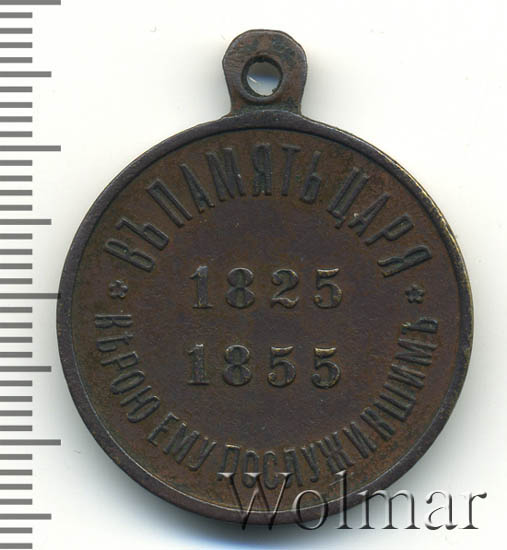 ВЪ ПАМЯТЬ ЦАРЯ
1825
1855
* ВѢРОЮ ЕМУ ПОСЛУЖИВШИМЪ *
Wolmar